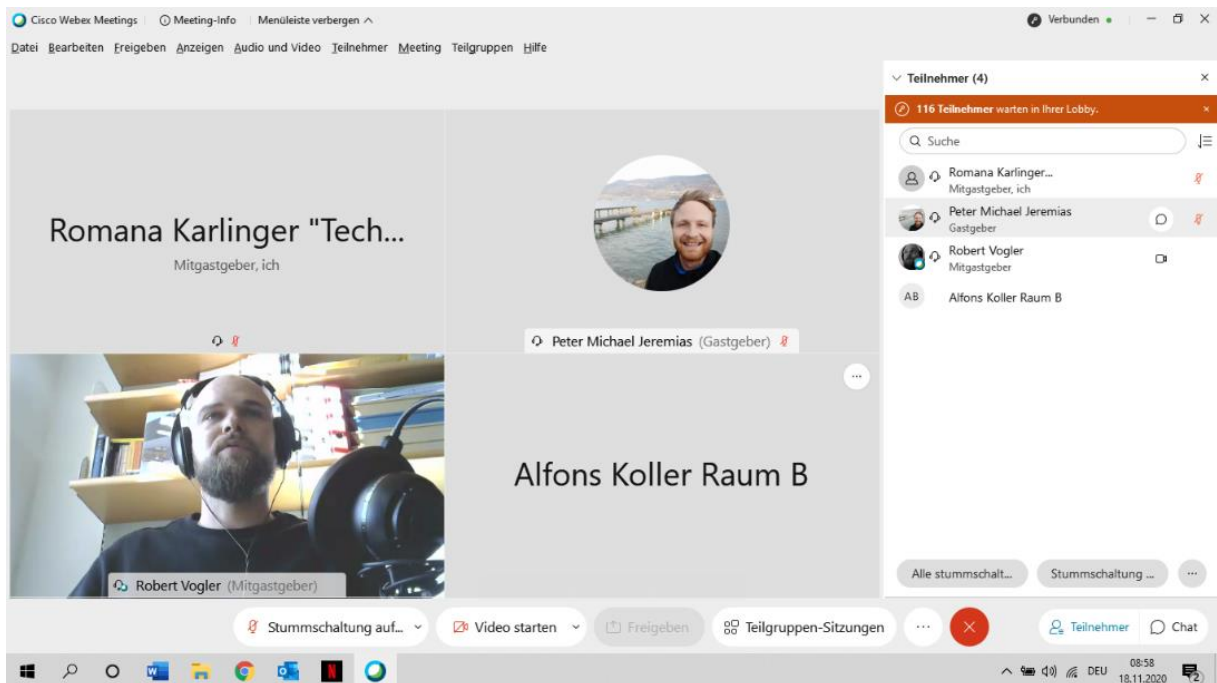 Cisco Webex Meetings
Meeting-Info
Menüleiste verbergen
Verbunden
Datei Bearbeiten Freigeben Anzeigen Audio und Video Teilnehmer Meeting Teilgruppen Hilfe
Teilnehmer (4)
116 Teilnehmer warten in Ihrer Lobby.
Suche
Romana Karlinger...
Mitgastgeber, ich
Peter Michael Jeremias
Gastgeber
Robert Vogler
Mitgastgeber
AB Alfons Koller Raum B
Romana Karlinger "Tech...
Mitgastgeber, ich
Peter Michael Jeremias (Gastgeber)
Robert Vogler (Mitgastgeber)
Alfons Koller Raum B
Alle stummschalt...
Stummschaltung ...
Stummschaltung auf...
Video starten
Freigeben
Teilgruppen-Sitzungen
Teilnehmer
Chat
DEU
08:58
18.11.2020